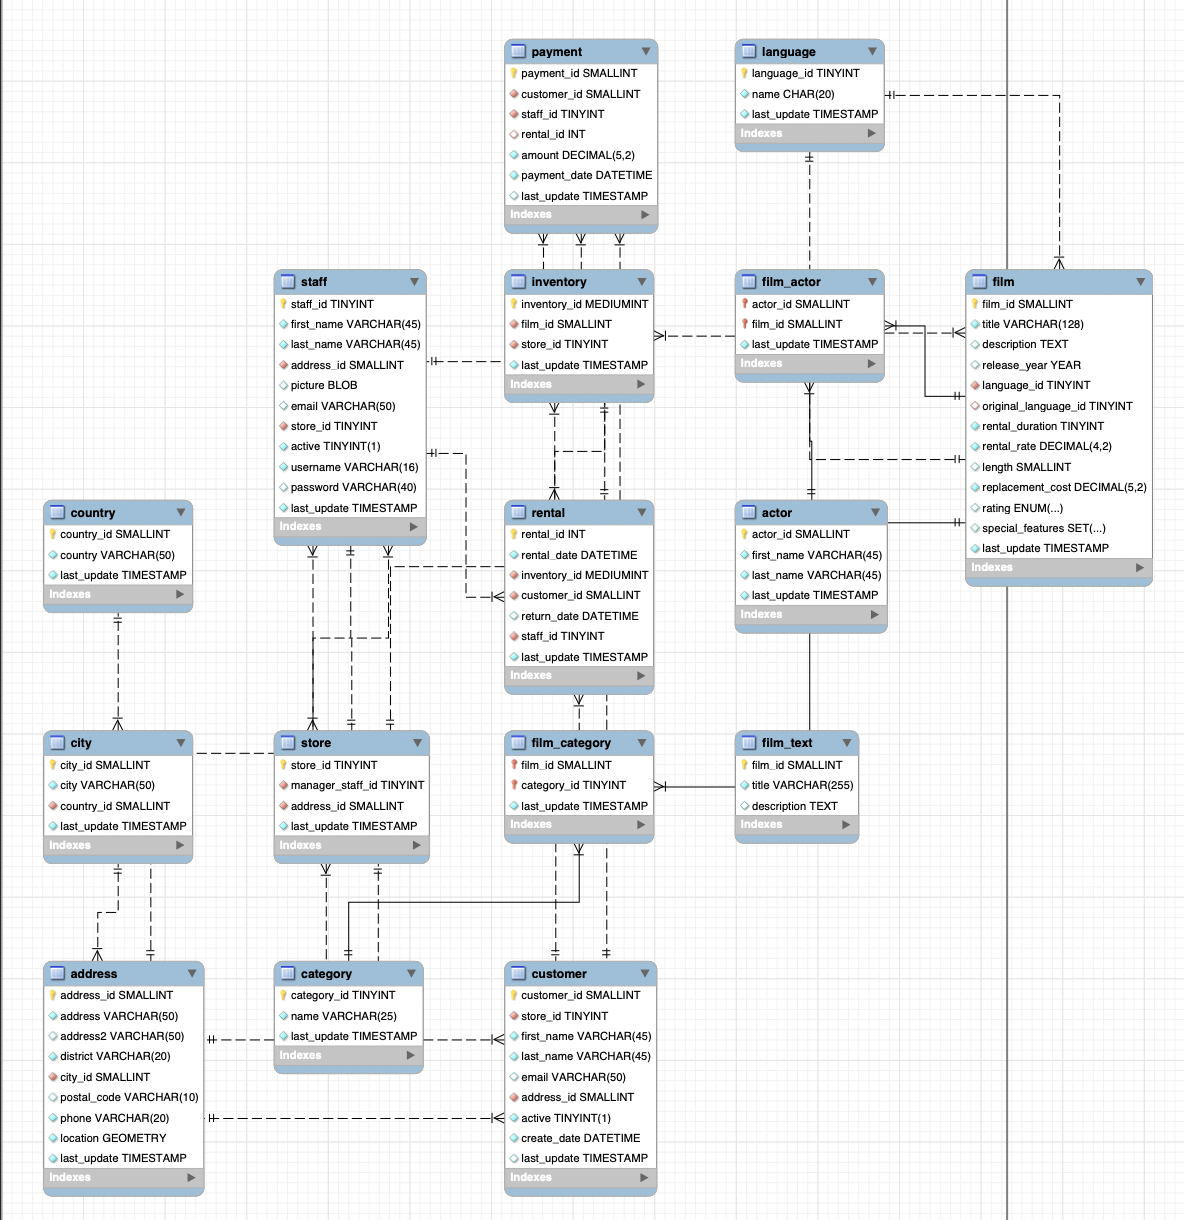 payment
payment_id SMALLINT
customer_id SMALLINT
staff_id TINYINT
rental_id INT
amount DECIMAL(5,2)
payment_date DATETIME
last_update TIMESTAMP
Indexes
language
language_id TINYINT
name CHAR(20)
last_update TIMESTAMP
Indexes
staff
staff_id TINYINT
first_name VARCHAR(45)
last_name VARCHAR(45)
address_id SMALLINT
picture BLOB
email VARCHAR(50)
store_id TINYINT
active TINYINT(1)
username VARCHAR(16)
password VARCHAR(40)
last_update TIMESTAMP
Indexes
inventory
inventory_id MEDIUMINT
film_id SMALLINT
store_id TINYINT
last_update TIMESTAMP
Indexes
film_actor
actor_id SMALLINT
film_id SMALLINT
last_update TIMESTAMP
Indexes
film
film_id SMALLINT
title VARCHAR(128)
description TEXT
release_year YEAR
language_id TINYINT
original_language_id TINYINT
rental_duration TINYINT
rental_rate DECIMAL(4,2)
length SMALLINT
replacement_cost DECIMAL(5,2)
rating ENUM(...)
special_features SET(...)
last_update TIMESTAMP
Indexes
country
country_id SMALLINT
country VARCHAR(50)
last_update TIMESTAMP
Indexes
rental
rental_id INT
rental_date DATETIME
inventory_id MEDIUMINT
customer_id SMALLINT
return_date DATETIME
staff_id TINYINT
last_update TIMESTAMP
Indexes
actor
actor_id SMALLINT
first_name VARCHAR(45)
last_name VARCHAR(45)
last_update TIMESTAMP
Indexes
city
city_id SMALLINT
city VARCHAR(50)
country_id SMALLINT
last_update TIMESTAMP
Indexes
store
store_id TINYINT
manager_staff_id TINYINT
address_id SMALLINT
last_update TIMESTAMP
Indexes
film_category
film_id SMALLINT
category_id TINYINT
last_update TIMESTAMP
Indexes
film_text
film_id SMALLINT
title VARCHAR(255)
description TEXT
Indexes
address
address_id SMALLINT
address VARCHAR(50)
address2 VARCHAR(50)
district VARCHAR(20)
city_id SMALLINT
postal_code VARCHAR(10)
phone VARCHAR(20)
location GEOMETRY
last_update TIMESTAMP
Indexes
category
category_id TINYINT
name VARCHAR(25)
last_update TIMESTAMP
Indexes
customer
customer_id SMALLINT
store_id TINYINT
first_name VARCHAR(45)
last_name VARCHAR(45)
email VARCHAR(50)
address_id SMALLINT
active TINYINT(1)
create_date DATETIME
last_update TIMESTAMP
Indexes